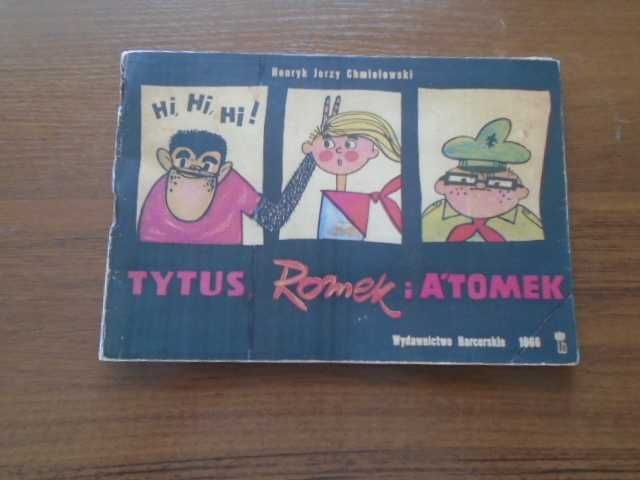 Henryk Jerzy Chmielewski
Hi, Hi, Hi!
TYTUS, Romek i A'TOMEK
Wydawnictwo Harcerskie 1966